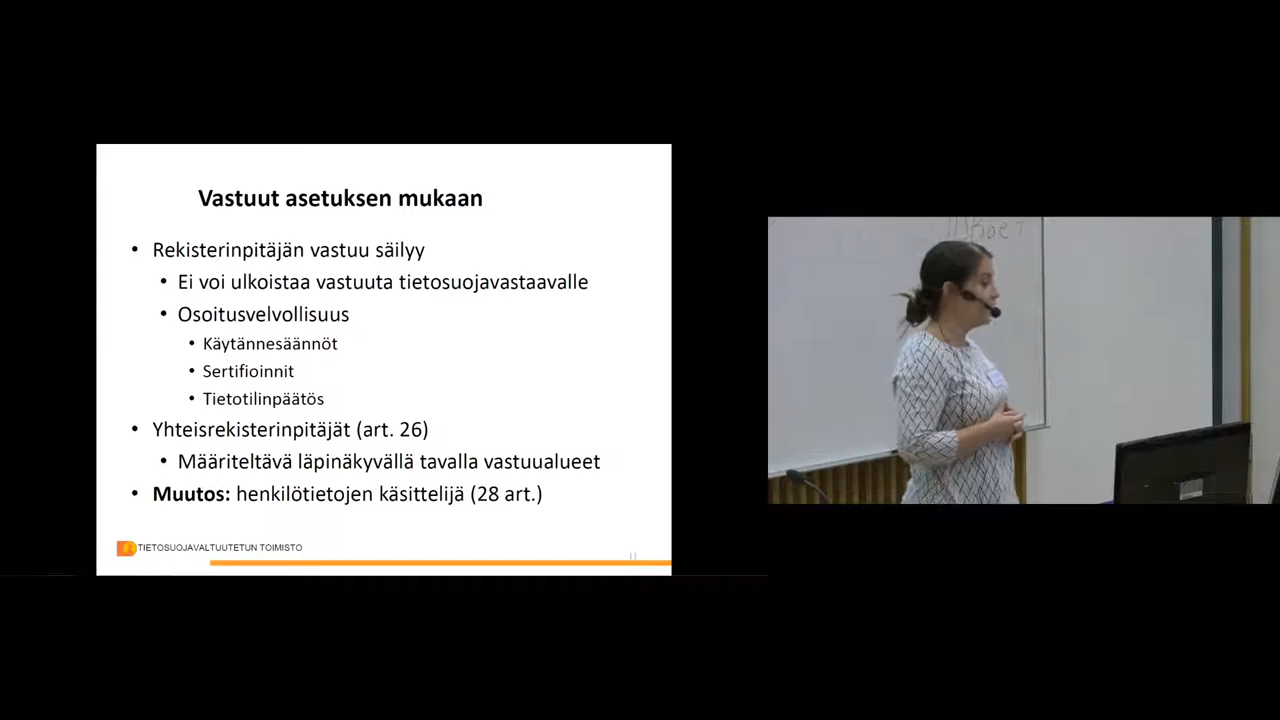 Vastuut asetuksen mukaan
• Rekisterinpitäjän vastuu säilyy
• Ei voi ulkoistaa vastuuta tietosuojavastaavalle
• Osoitusvelvollisuus
• Käytännesäännöt
• Sertifioinnit
• Tietotilinpäätös
• Yhteisrekisterinpitäjät (art. 26)
• Määriteltävä läpinäkyvällä tavalla vastuualueet
• Muutos: henkilötietojen käsittelijä (28 art.)
TIETOSUOJAVALTUUTETUN TOIMISTO